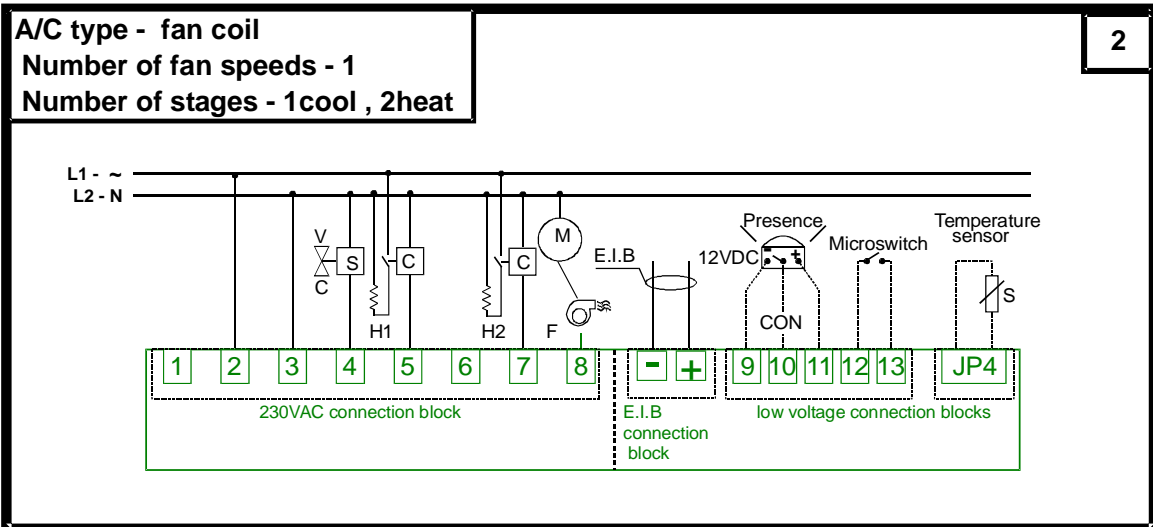 A/C type - fan coil
Number of fan speeds - 1
Number of stages - 1cool , 2heat
2
L1 - ~
L2 - N
V
S
C
C
H1
C
H2
M
F
E.I.B
Presence
12VDC
- +
CON
Microswitch
Temperature
sensor
S
1 2 3 4 5 6 7 8 - + 9 10 11 12 13 JP4
230VAC connection block
E.I.B
connection
block
low voltage connection blocks